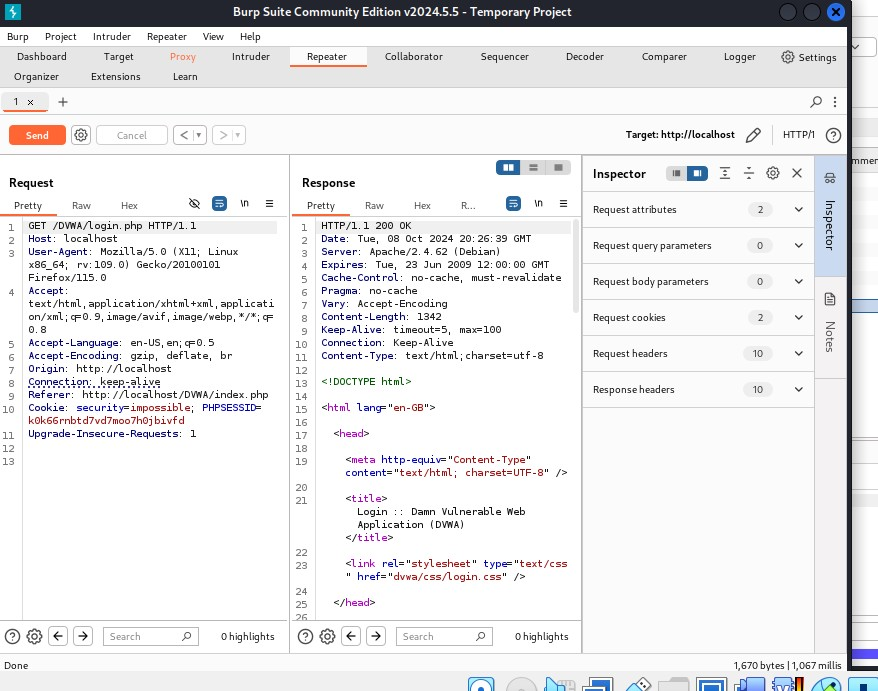 Burp Suite Community Edition v2024.5.5 - Temporary Project
Burp Project Intruder Repeater View Help
Dashboard Target Proxy Intruder Repeater Collaborator Sequencer Decoder Comparer Logger Settings
Organizer Extensions Learn
1 × +
Send Cancel < > Target: http://localhost HTTP/1
Request
Pretty Raw Hex \n
1 GET /DVWA/login.php HTTP/1.1
2 Host: localhost
3 User-Agent: Mozilla/5.0 (X11; Linux
x86_64; rv:109.0) Gecko/20100101
Firefox/115.0
4 Accept:
text/html,application/xhtml+xml,applicati
on/xml;q=0.9,image/avif,image/webp,*/*;q=
0.8
5 Accept-Language: en-US,en;q=0.5
6 Accept-Encoding: gzip, deflate, br
7 Origin: http://localhost
8 Connection: keep-alive
9 Referer: http://localhost/DVWA/index.php
10 Cookie: security=impossible; PHPSESSID=
k0k66rnbtd7vd7moo7h0jbivfd
11 Upgrade-Insecure-Requests: 1
12
13
Search 0 highlights
Response
Pretty Raw Hex R... \n
1 HTTP/1.1 200 OK
2 Date: Tue, 08 Oct 2024 20:26:39 GMT
3 Server: Apache/2.4.62 (Debian)
4 Expires: Tue, 23 Jun 2009 12:00:00 GMT
5 Cache-Control: no-cache, must-revalidate
6 Pragma: no-cache
7 Vary: Accept-Encoding
8 Content-Length: 1342
9 Keep-Alive: timeout=5, max=100
10 Connection: Keep-Alive
11 Content-Type: text/html;charset=utf-8
12
13 <!DOCTYPE html>
14
15 <html lang="en-GB">
16
17 <head>
18
19 <meta http-equiv="Content-Type"
content="text/html; charset=UTF-8" />
20
21 <title>
Login :: Damn Vulnerable Web
Application (DVWA)
</title>
22
23 <link rel="stylesheet" type="text/css
" href="dvwa/css/login.css" />
24
25 </head>
26
Search 0 highlights
Inspector
Request attributes 2
Request query parameters 0
Request body parameters 0
Request cookies 2
Request headers 10
Response headers 10
Inspector
Notes
mmer
Done 1,670 bytes | 1,067 millis